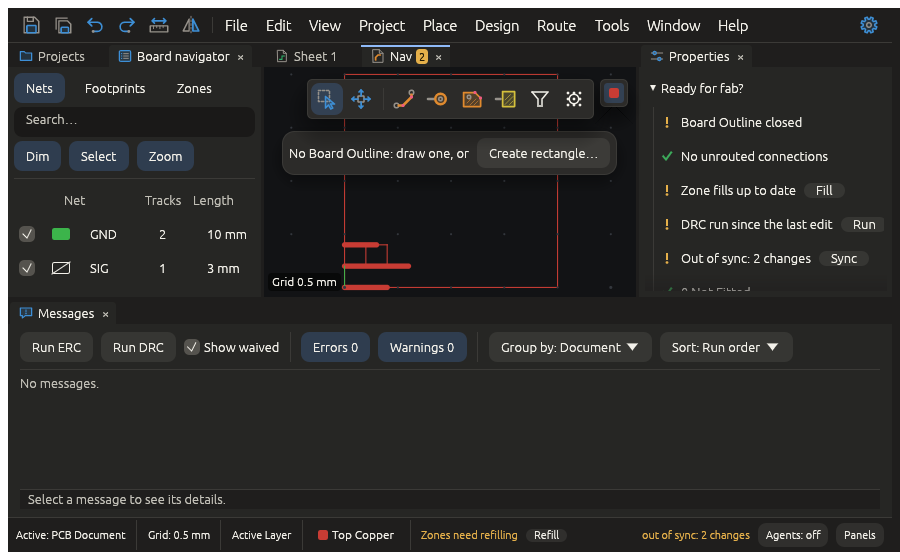 File Edit View Project Place Design Route Tools Window Help
Projects Board navigator × Sheet 1 Nav 2 × Properties ×
Nets Footprints Zones
Search…
Dim Select Zoom
Net Tracks Length
GND 2 10 mm
SIG 1 3 mm
No Board Outline: draw one, or Create rectangle…
Grid 0.5 mm
Ready for fab?
! Board Outline closed
No unrouted connections
! Zone fills up to date Fill
! DRC run since the last edit Run
! Out of sync: 2 changes Sync
Messages ×
Run ERC Run DRC Show waived Errors 0 Warnings 0 Group by: Document Sort: Run order
No messages.
Select a message to see its details.
Active: PCB Document Grid: 0.5 mm Active Layer Top Copper Zones need refilling Refill out of sync: 2 changes Agents: off Panels